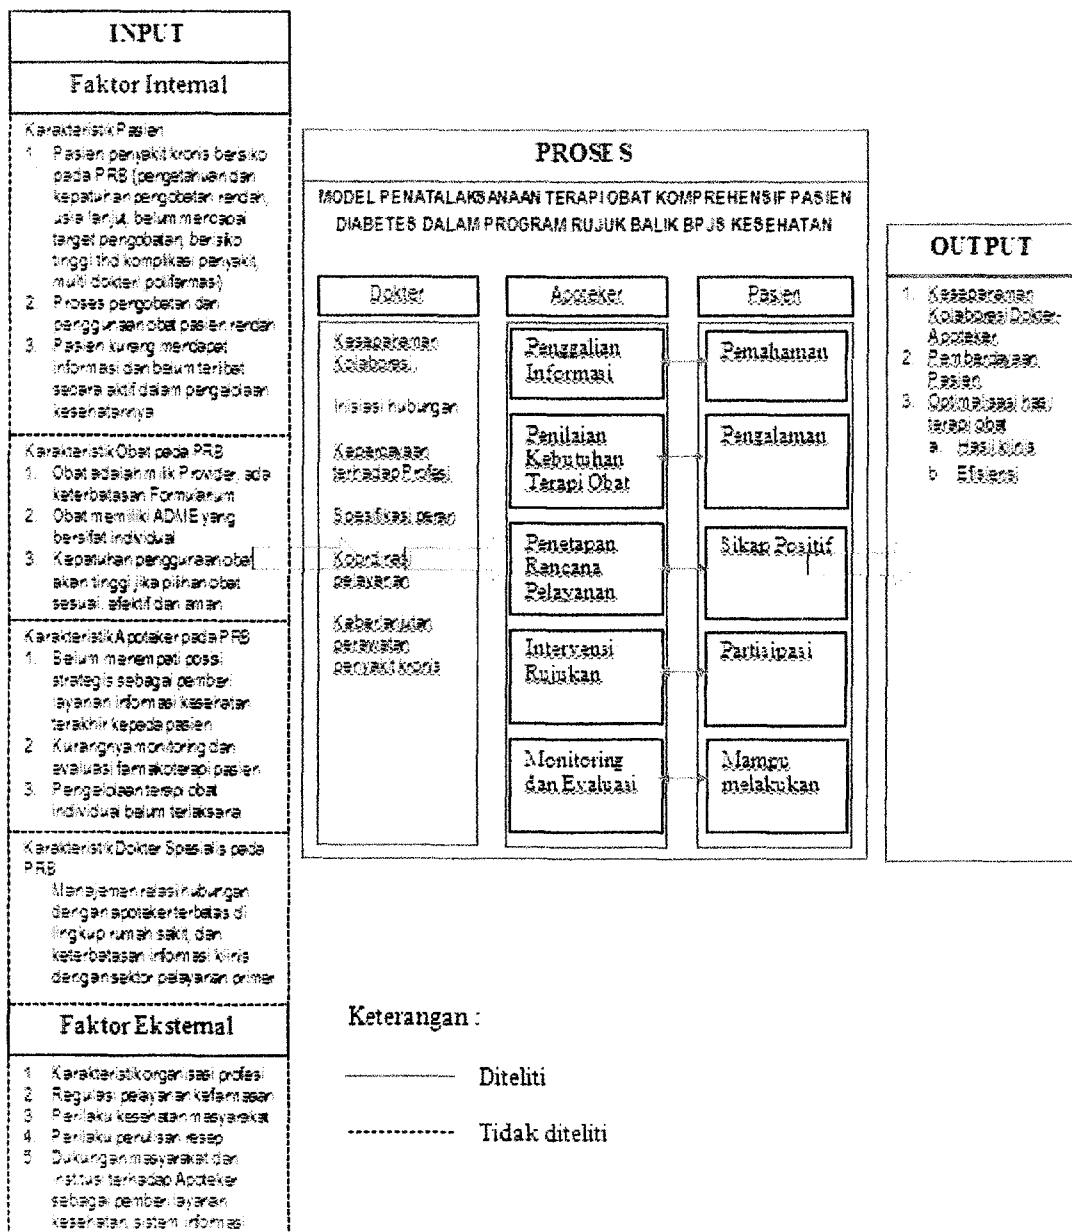 INPUT
Faktor Internal
Karakteristik Pasien
1. Pasien penyakit kronis berisiko
pada PRB (pengetahuan dan
kepatuhan pengobatan rendah,
usia lanjut, belum mencapai
target pengobatan, berisiko
tinggi thd komplikasi penyakit,
multi dokter, polifarmasi)
2. Proses pengobatan dan
penggunaan obat pasien rendah
3. Pasien kurang mendapat
informasi dan belum terlibat
secara aktif dalam pengelolaan
kesehatannya
Karakteristik Obat pada PRB
1. Obat adalah milik Provider, ada
keterbatasan Formularium
2. Obat memiliki ADME yang
bersifat individual
3. Kepatuhan penggunaan obat
akan tinggi jika pilihan obat
sesuai, efektif dan aman
Karakteristik Apoteker pada PRB
1. Belum menempati posisi
strategis sebagai pemberi
layanan informasi kesehatan
terakhir kepada pasien
2. Kurangnya monitoring dan
evaluasi farmakoterapi pasien
3. Pengelolaan terapi obat
individual belum terlaksana
Karakteristik Dokter Spesialis pada
PRB
Manajemen relasi hubungan
dengan apoteker terbatas di
lingkup rumah sakit, dan
keterbatasan informasi klinis
dengan sektor pelayanan primer
Faktor Eksternal
1. Karakteristik organisasi profesi
2. Regulasi pelayanan kefarmasian
3. Perilaku kesehatan masyarakat
4. Perilaku penulisan resep
5. Dukungan masyarakat dan
institusi terhadap Apoteker
sebagai pemberi layanan
kesehatan, sistem informasi
PROSES
MODEL PENATALAKSANAAN TERAPI OBAT KOMPREHENSIF PASIEN
DIABETES DALAM PROGRAM RUJUK BALIK BPJS KESEHATAN
Dokter
Kesepahaman
Kolaborasi
Inisiasi hubungan
Kepercayaan
terhadap Profesi
Spesifikasi peran
Koordinasi
pelayanan
Keberlanjutan
perawatan
penyakit kronis
Apoteker
Penggalian
Informasi
Penilaian
Kebutuhan
Terapi Obat
Penetapan
Rancana
Pelayanan
Intervensi
Rujukan
Monitoring
dan Evaluasi
Pasien
Pemahaman
Pengalaman
Sikap Positif
Partisipasi
Mampu
melakukan
OUTPUT
1. Kesepahaman
Kolaborasi Dokter-
Apoteker
2. Pemberdayaan
Pasien
3. Optimalisasi hasil
terapi obat
a. Hasil klinis
b. Efisiensi
Keterangan :
Diteliti
Tidak diteliti